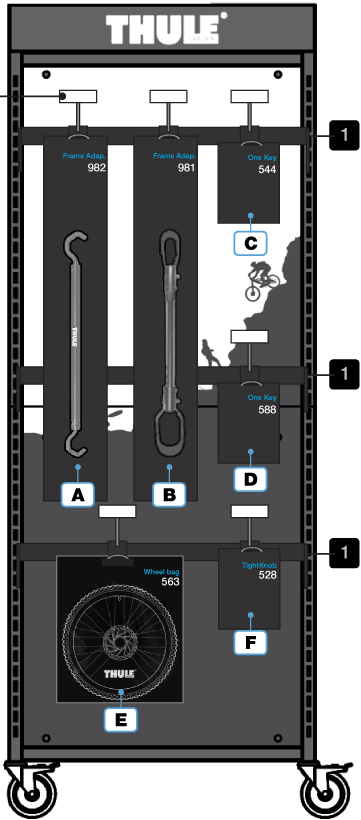 THULE
Frame Adap.
982
Frame Adap.
981
One Key
544
1
C
THULE
1
One Key
588
A
B
D
1
Wheel bag
563
TightKnob
528
THULE
F
E